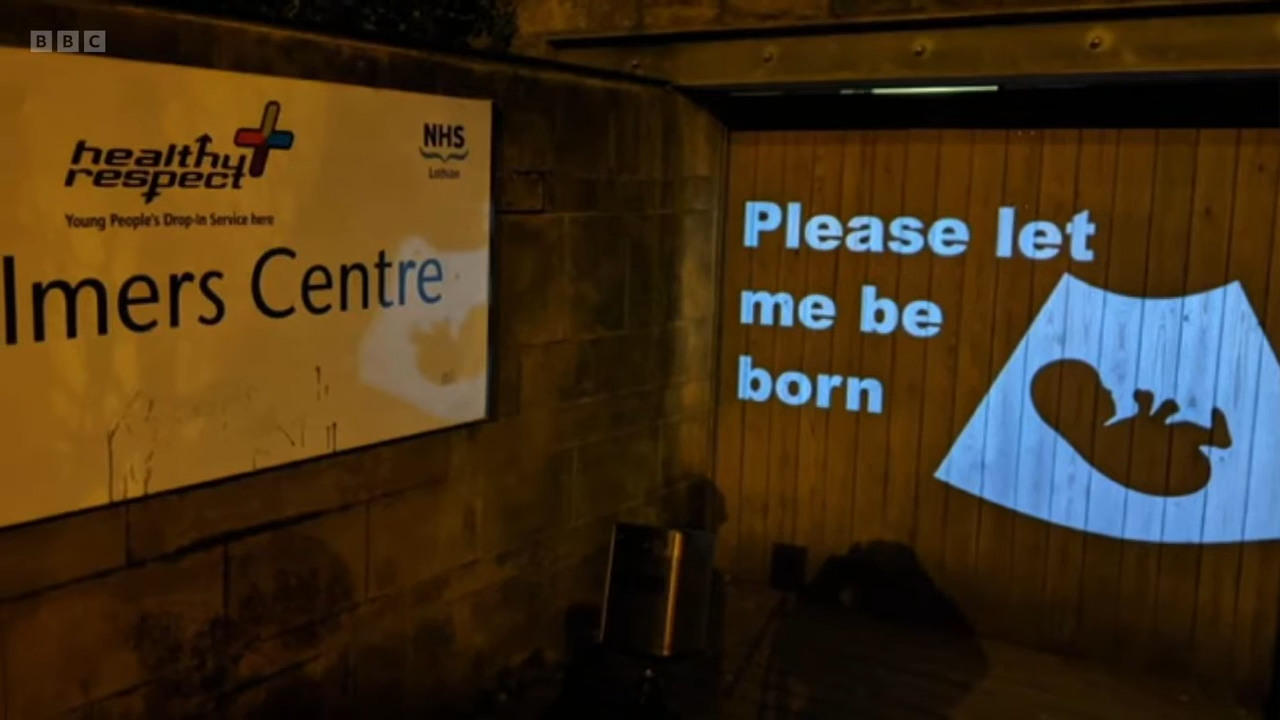 BBC
healthy
respect
NHS
Lothian
Young People's Drop-In Service here
lmers Centre
Please let
me be
born